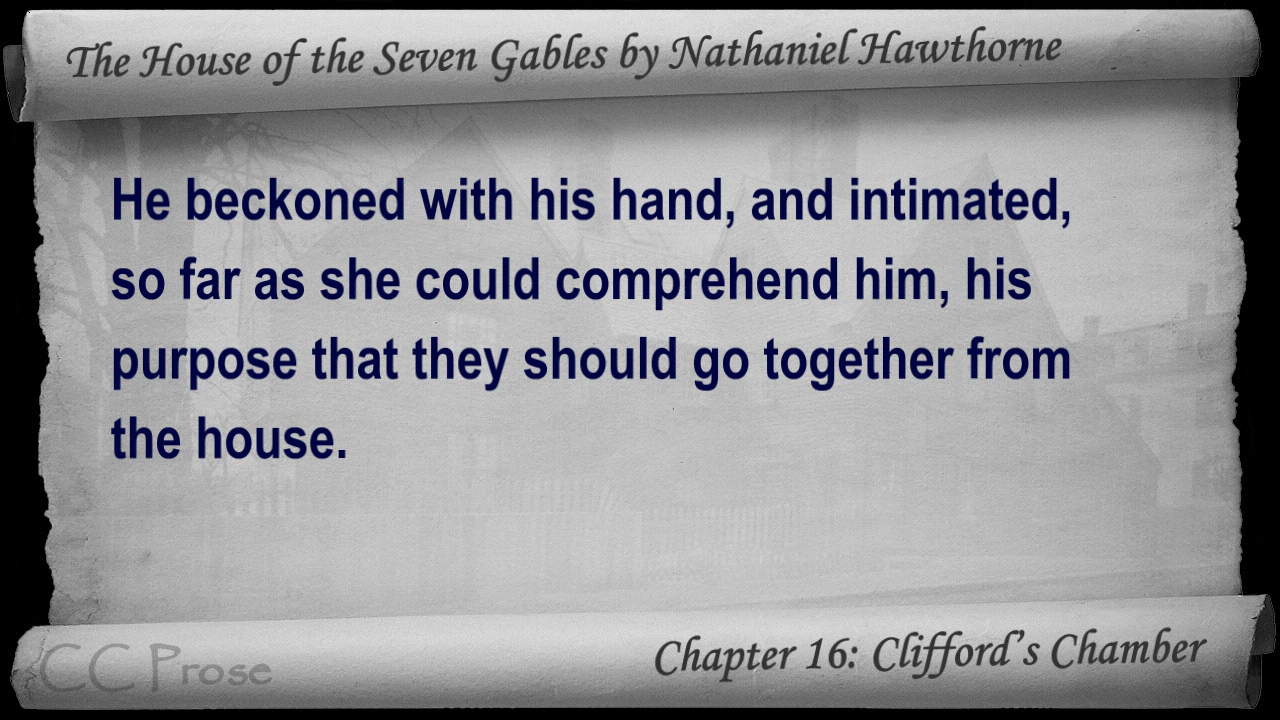 The House of the Seven Gables by Nathaniel Hawthorne
He beckoned with his hand, and intimated,
so far as she could comprehend him, his
purpose that they should go together from
the house.
CC Prose
Chapter 16: Clifford's Chamber